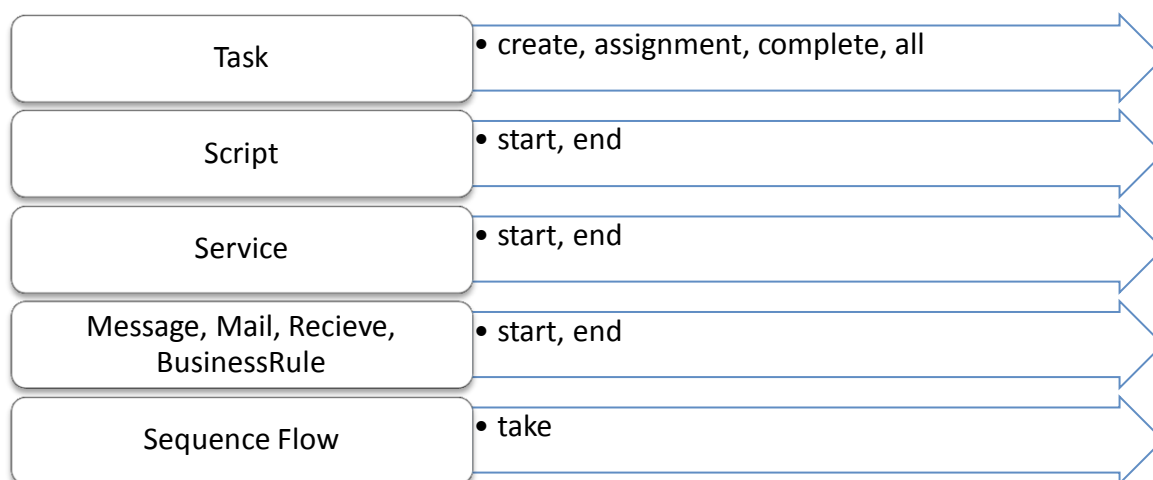 Task
• create, assignment, complete, all
Script
• start, end
Service
• start, end
Message, Mail, Recieve,
BusinessRule
• start, end
Sequence Flow
• take